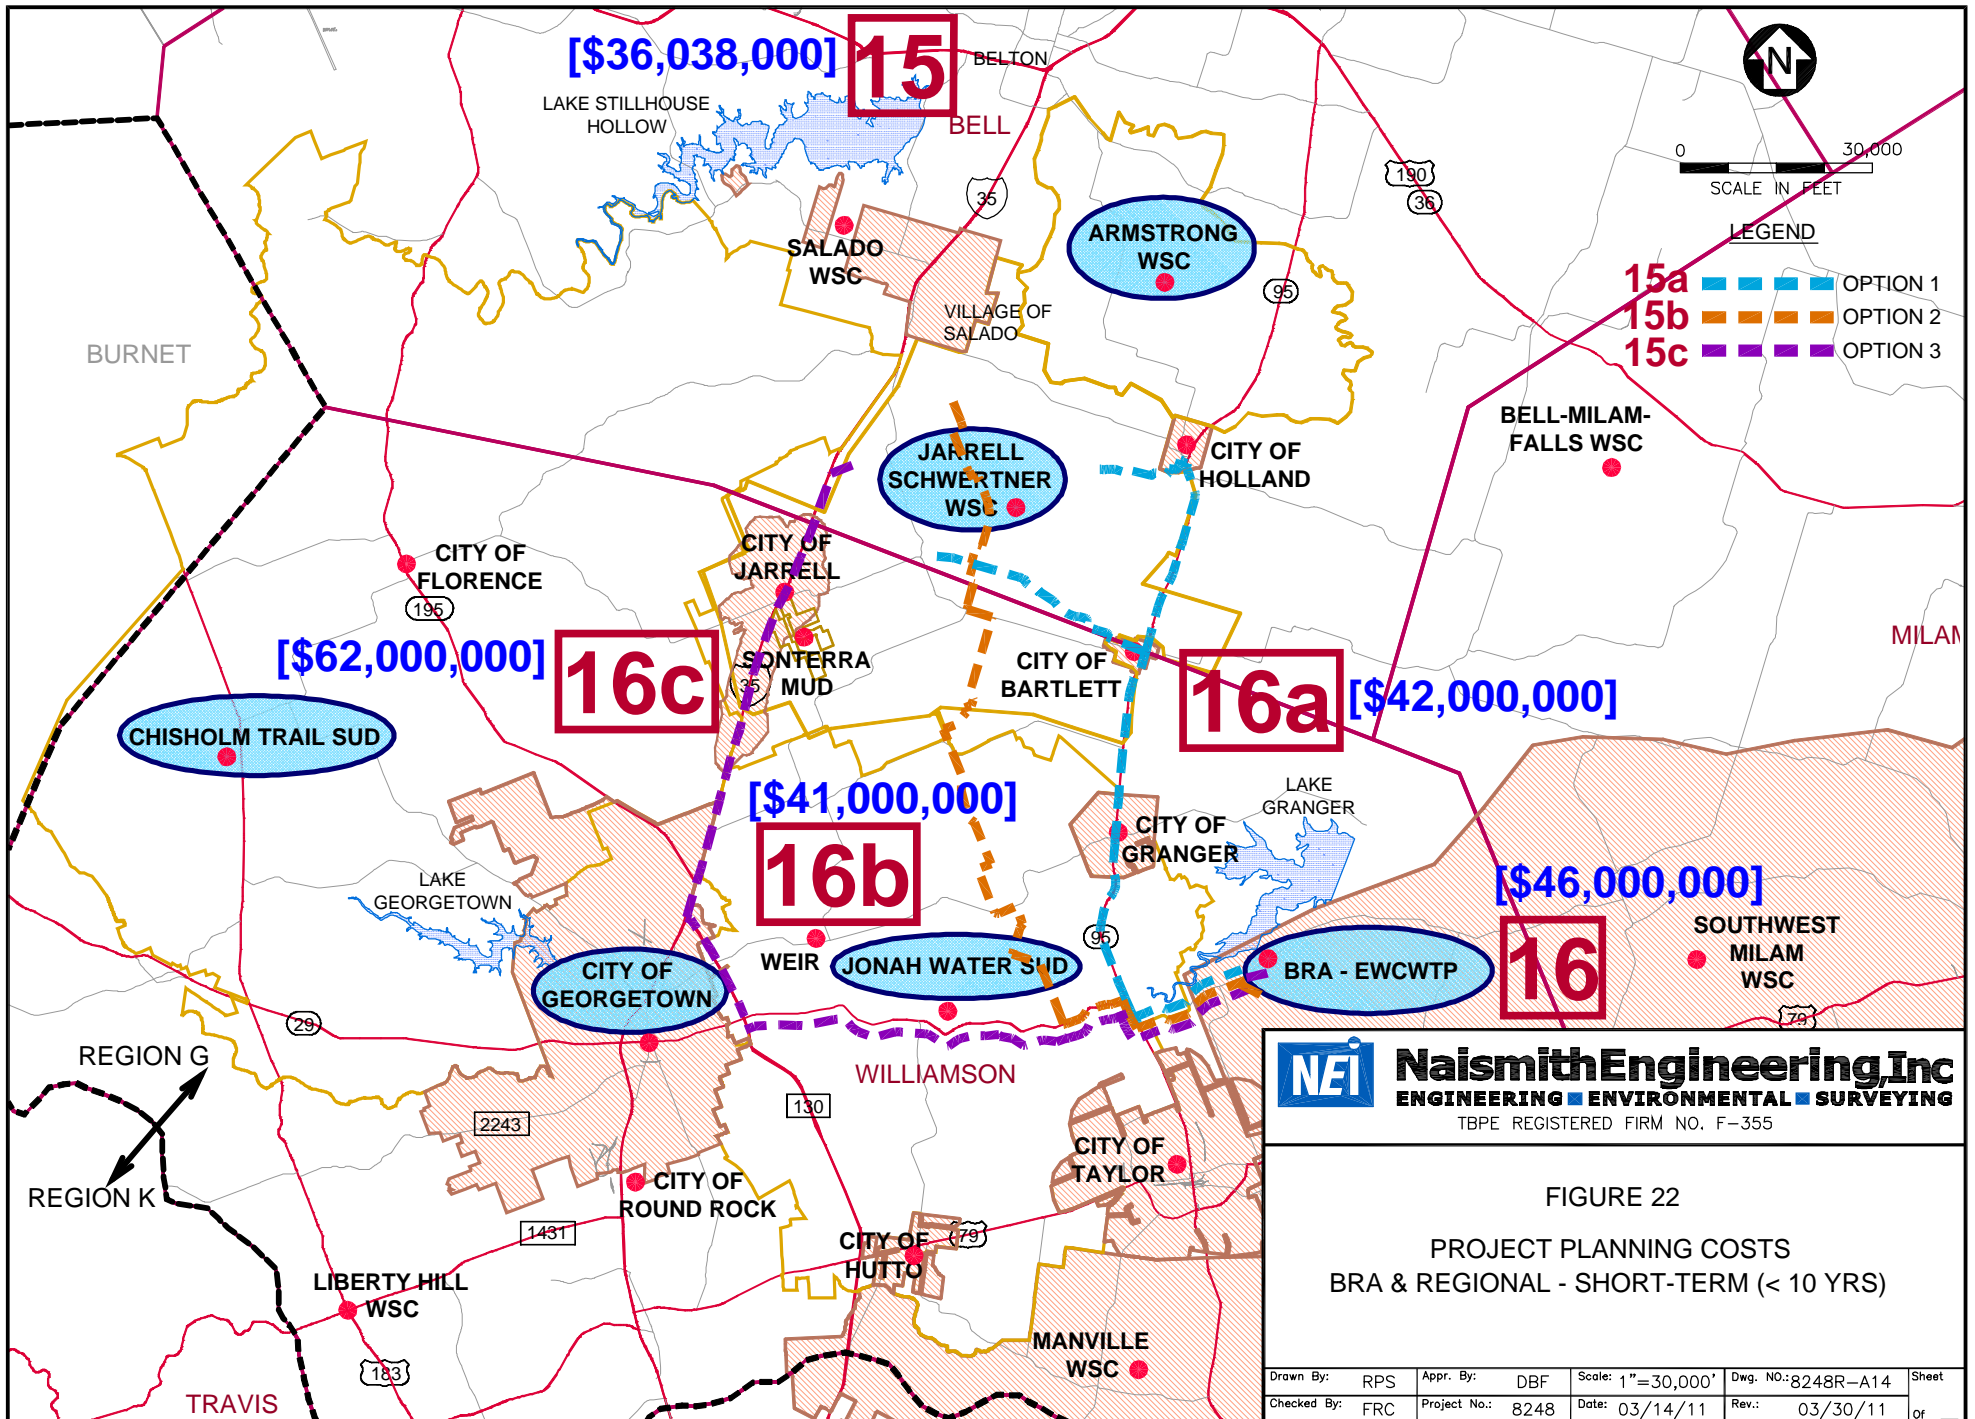 [$36,038,000]
15
BELTON
LAKE STILLHOUSE
HOLLOW
BELL
N
0
30,000
SCALE IN FEET
190
36
35
LEGEND
15a
OPTION 1
15b
OPTION 2
15c
OPTION 3
SALADO
WSC
ARMSTRONG
WSC
95
VILLAGE OF
SALADO
BURNET
BELL-MILAM-
FALLS WSC
JARRELL
SCHWERTNER
WSC
CITY OF
HOLLAND
CITY OF
FLORENCE
195
CITY OF
JARRELL
[$62,000,000]
16c
SONTERRA
MUD
35
CITY OF
BARTLETT
16a
[$42,000,000]
MILAM
CHISHOLM TRAIL SUD
[$41,000,000]
16b
LAKE
GRANGER
CITY OF
GRANGER
LAKE
GEORGETOWN
[$46,000,000]
16
SOUTHWEST
MILAM
WSC
79
WEIR
JONAH WATER SUD
95
BRA - EWCWTP
CITY OF
GEORGETOWN
29
REGION G
REGION K
WILLIAMSON
130
2243
CITY OF
TAYLOR
CITY OF
ROUND ROCK
1431
CITY OF
HUTTO
79
LIBERTY HILL
WSC
183
MANVILLE
WSC
TRAVIS
NEI
NaismithEngineering,Inc
ENGINEERING ENVIRONMENTAL SURVEYING
TBPE REGISTERED FIRM NO. F-355
FIGURE 22
PROJECT PLANNING COSTS
BRA & REGIONAL - SHORT-TERM (< 10 YRS)
Drawn By: RPS
Appr. By: DBF
Scale: 1"=30,000'
Dwg. NO.: 8248R-A14
Sheet
Checked By: FRC
Project No.: 8248
Date: 03/14/11
Rev.: 03/30/11
Of